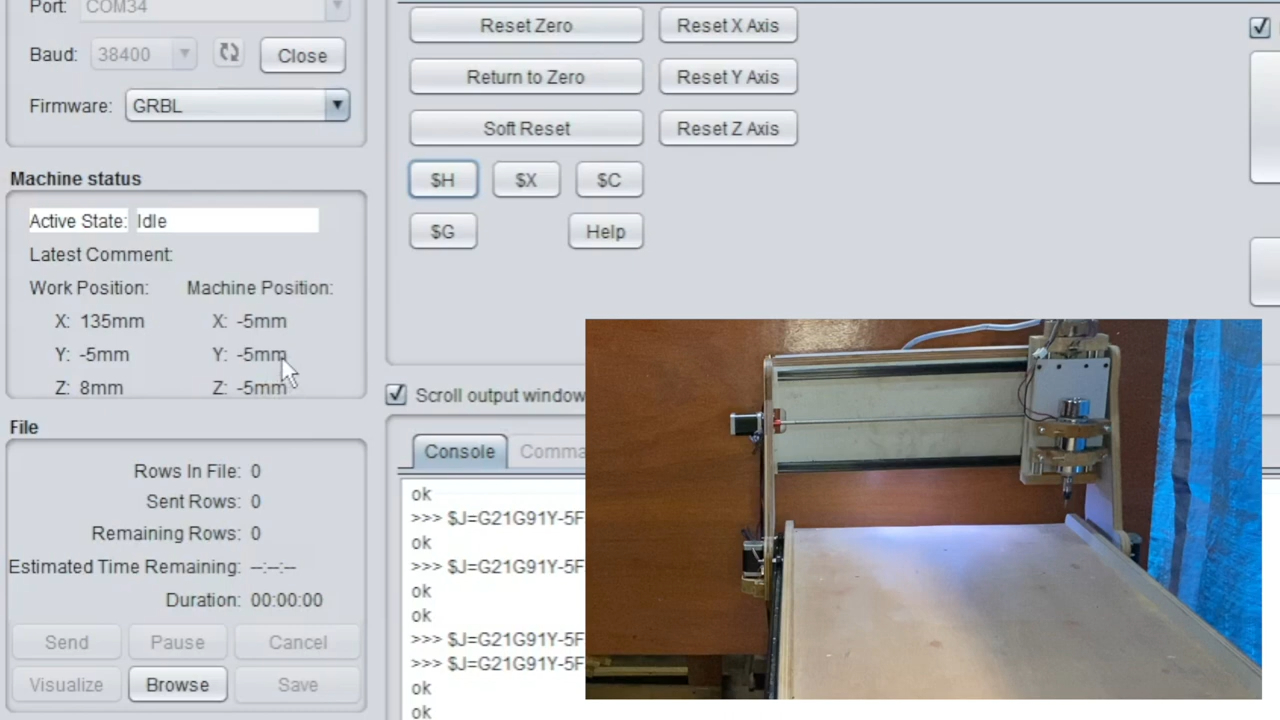 Port: COM34
Baud: 38400 Close
Firmware: GRBL
Machine status
Active State: Idle
Latest Comment:
Work Position: Machine Position:
X: 135mm X: -5mm
Y: -5mm Y: -5mm
Z: 8mm Z: -5mm
File
Rows In File: 0
Sent Rows: 0
Remaining Rows: 0
Estimated Time Remaining: --:--:--
Duration: 00:00:00
Send Pause Cancel
Visualize Browse Save
Reset Zero Reset X Axis
Return to Zero Reset Y Axis
Soft Reset Reset Z Axis
$H $X $C
$G Help
Scroll output window
Console Comma
ok
>>> $J=G21G91Y-5F
ok
>>> $J=G21G91Y-5F
ok
ok
>>> $J=G21G91Y-5F
>>> $J=G21G91Y-5F
ok
ok